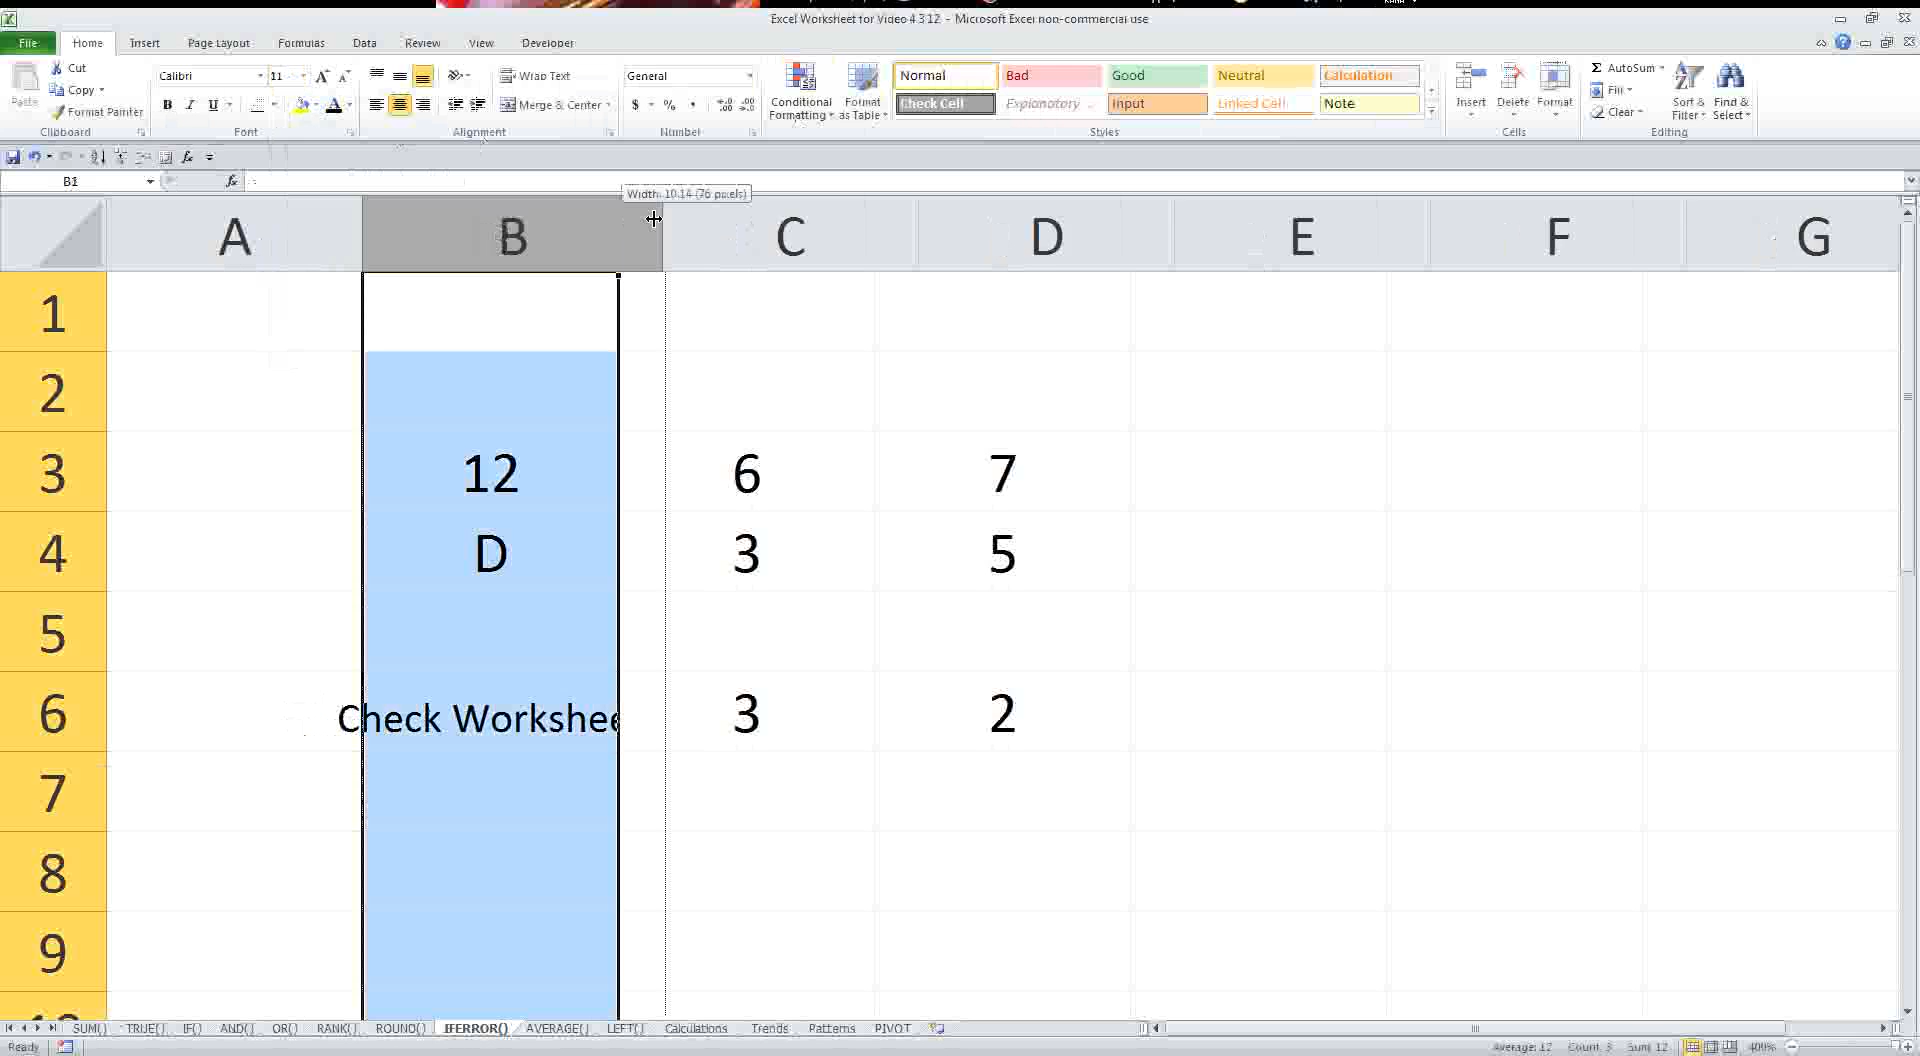 Excel Worksheet for Video 4.3.12 - Microsoft Excel non-commercial use
File Home Insert Page Layout Formulas Data Review View Developer
Cut
Copy
Format Painter
Paste
Clipboard
Calibri 11
B I U A
Font
Wrap Text
Merge & Center
Alignment
General
$ % ,
Number
Conditional Formatting
Format as Table
Normal Bad Good Neutral Calculation
Check Cell Explanatory ... Input Linked Cell Note
Styles
Insert Delete Format
Cells
Σ AutoSum
Fill
Clear
Sort & Filter
Find & Select
Editing
B1 fx
Width: 10.14 (76 pixels)
A B C D E F G
1
2
3 12 6 7
4 D 3 5
5
6 Check Workshee 3 2
7
8
9
SUM() TRUE() IF() AND() OR() RANK() ROUND() IFERROR() AVERAGE() LEFT() Calculations Trends Patterns PIVOT
Ready Average: 12 Count: 3 Sum: 12 400%